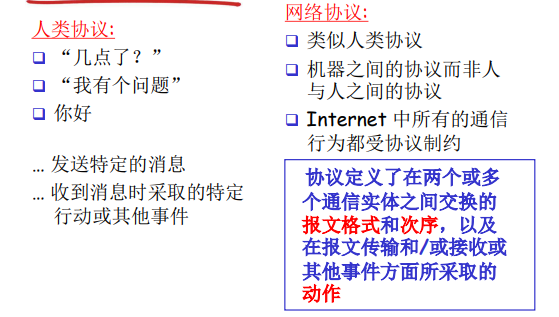 人类协议:
“几点了？”
“我有个问题”
你好
… 发送特定的消息
… 收到消息时采取的特定
行动或其他事件
网络协议:
类似人类协议
机器之间的协议而非人
与人之间的协议
Internet 中所有的通信
行为都受协议制约
协议定义了在两个或多
个通信实体之间交换的
报文格式和次序，以及
在报文传输和/或接收或
其他事件方面所采取的
动作